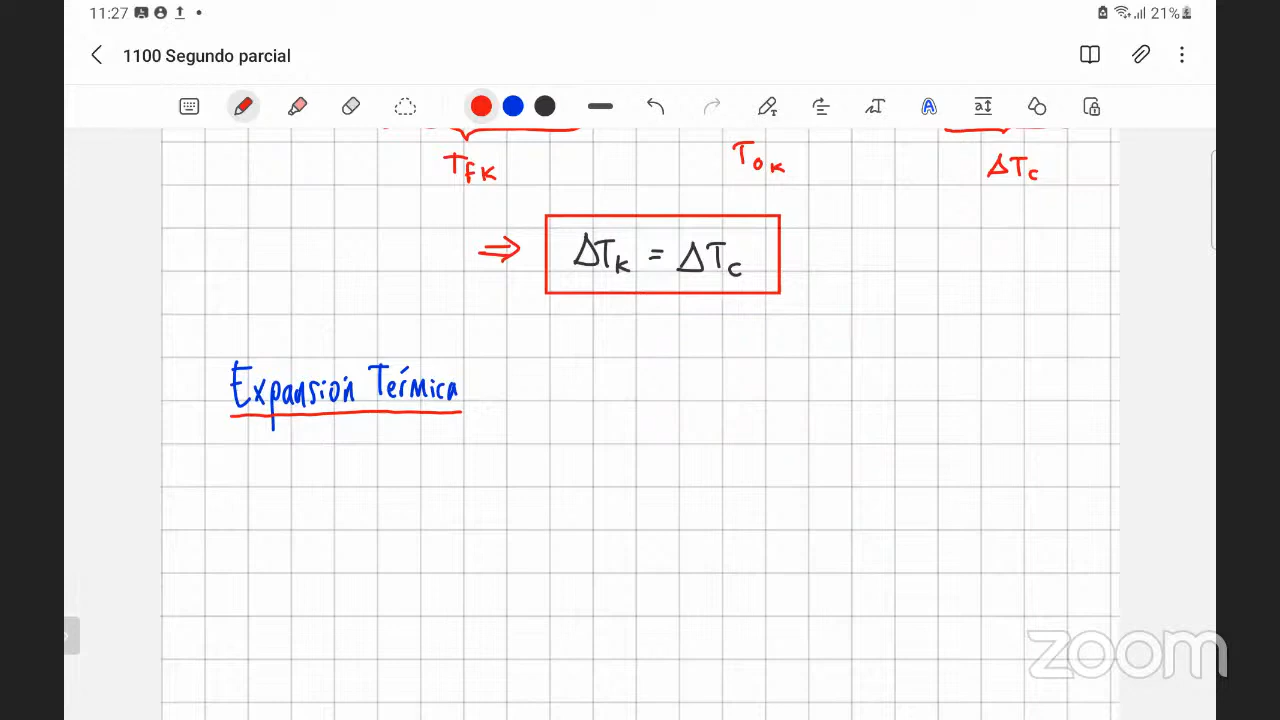 11:27 21%
1100 Segundo parcial
T_fK T_oK ΔT_c
⇒ ΔT_K = ΔT_c
Expansión Térmica
zoom